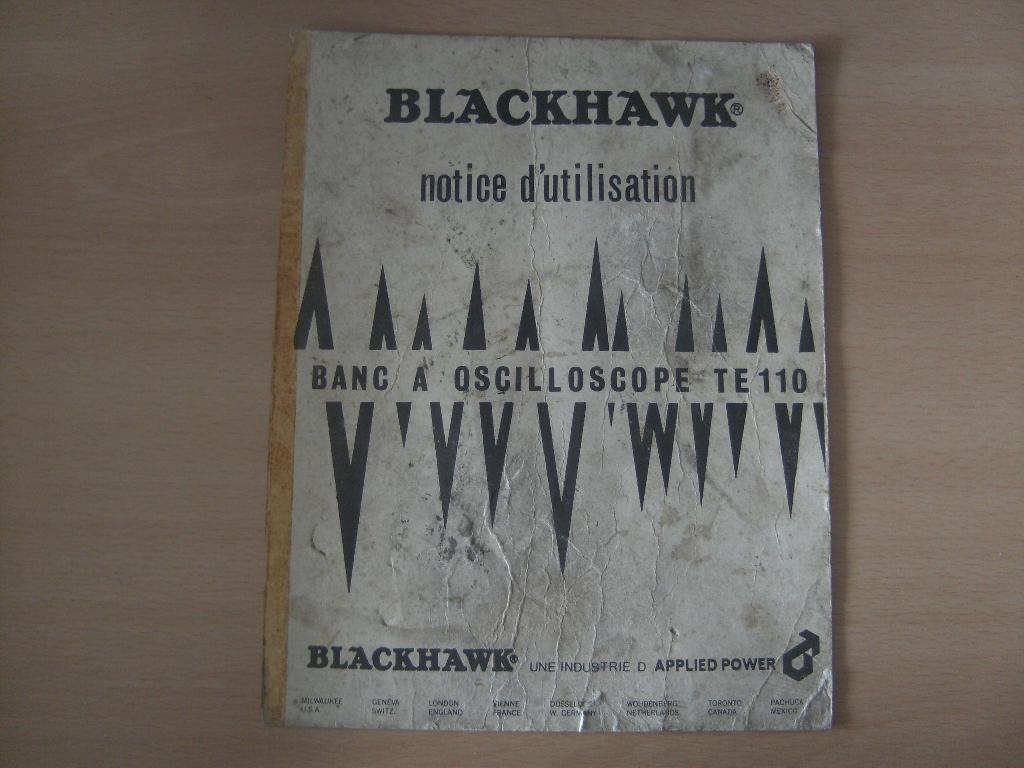 BLACKHAWK®
notice d'utilisation
BANC A OSCILLOSCOPE TE 110
BLACKHAWK® UNE INDUSTRIE D APPLIED POWER
MILWAUKEE GENEVA LONDON VIENNE DUSSELDORF WOUDENBERG TORONTO PACHUCA
U.S.A. SWITZ. ENGLAND FRANCE W. GERMANY NETHERLANDS CANADA MEXICO